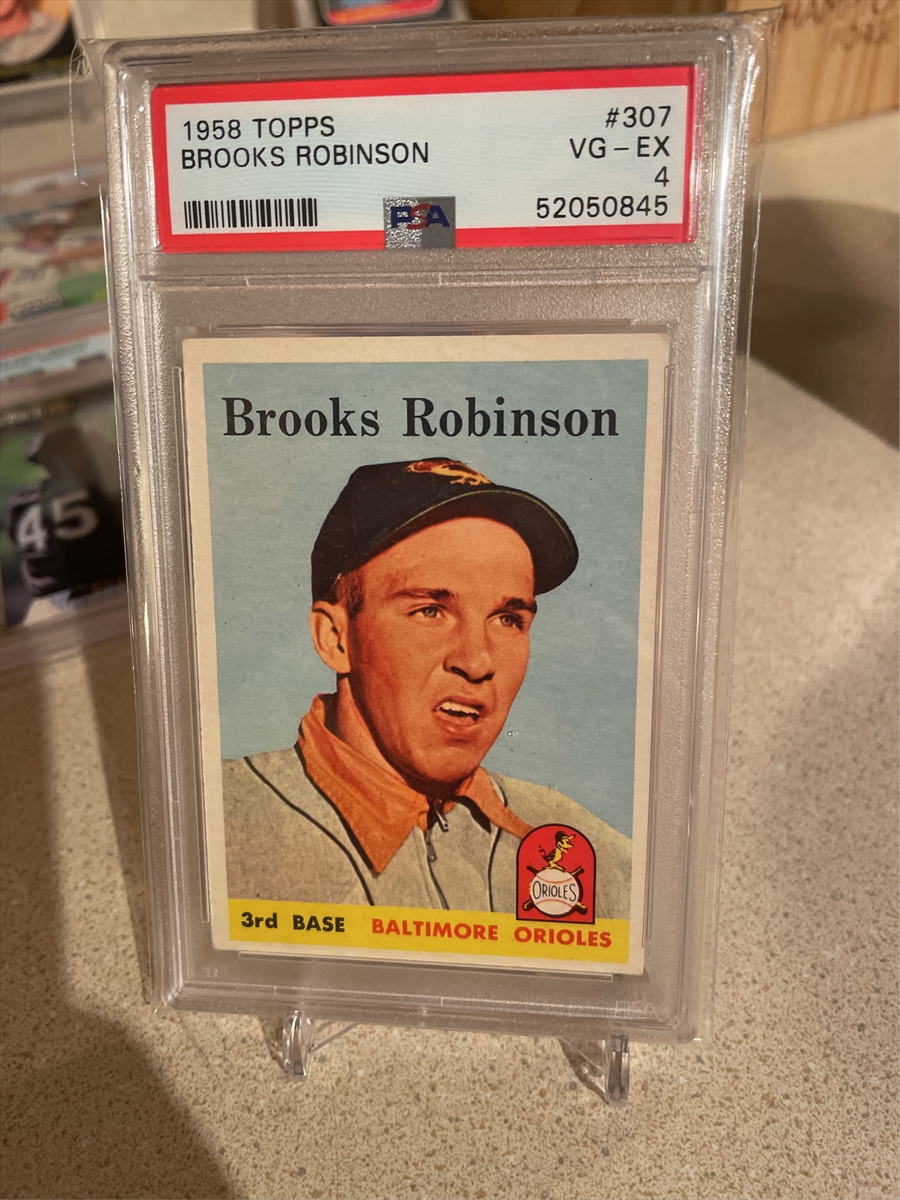 1958 TOPPS
BROOKS ROBINSON
#307
VG-EX
4
52050845
PSA
Brooks Robinson
ORIOLES
3rd BASE BALTIMORE ORIOLES
45